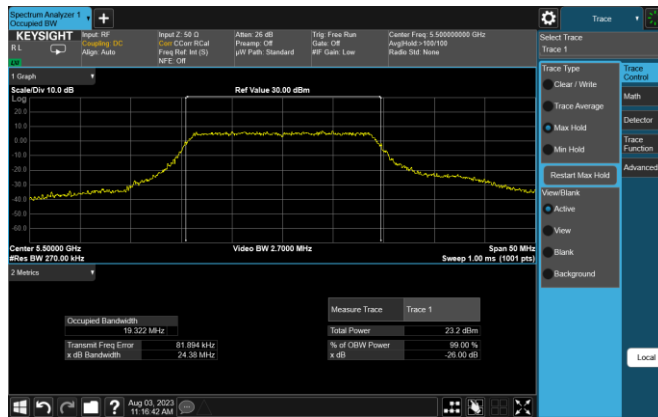 Spectrum Analyzer 1
Occupied BW
KEYSIGHT
R L
Input: RF
Coupling: DC
Align: Auto
Input Z: 50 Ω
Corr CCorr RCal
Freq Ref: Int (S)
NFE: Off
Atten: 26 dB
Preamp: Off
µW Path: Standard
Trig: Free Run
Gate: Off
#IF Gain: Low
Center Freq: 5.500000000 GHz
Avg|Hold:>100/100
Radio Std: None
1 Graph
Scale/Div 10.0 dB
Ref Value 30.00 dBm
Log
20.0
10.0
0.00
-10.0
-20.0
-30.0
-40.0
-50.0
-60.0
Center 5.50000 GHz
#Res BW 270.00 kHz
Video BW 2.7000 MHz
Span 50 MHz
Sweep 1.00 ms (1001 pts)
2 Metrics
Occupied Bandwidth
19.322 MHz
Transmit Freq Error 81.894 kHz
x dB Bandwidth 24.38 MHz
Measure Trace Trace 1
Total Power 23.2 dBm
% of OBW Power 99.00 %
x dB -26.00 dB
Aug 03, 2023
11:16:42 AM
Trace
Select Trace
Trace 1
Trace Type
Clear / Write
Trace Average
Max Hold
Min Hold
Restart Max Hold
View/Blank
Active
View
Blank
Background
Trace Control
Math
Detector
Trace Function
Advanced
Local